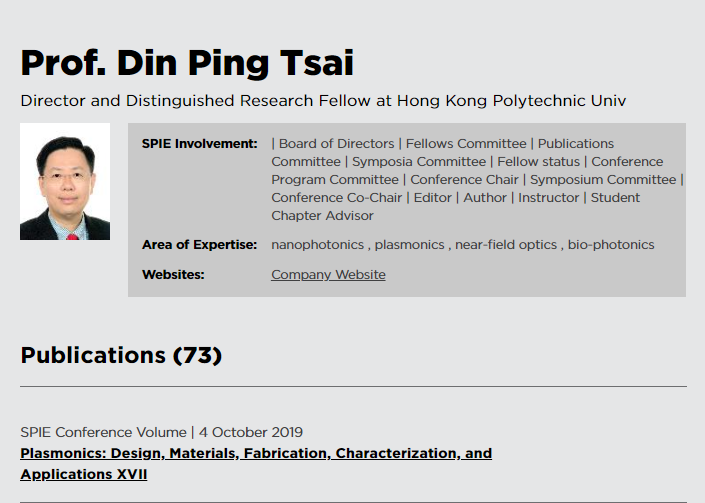 Prof. Din Ping Tsai
Director and Distinguished Research Fellow at Hong Kong Polytechnic Univ
SPIE Involvement: | Board of Directors | Fellows Committee | Publications
Committee | Symposia Committee | Fellow status | Conference
Program Committee | Conference Chair | Symposium Committee |
Conference Co-Chair | Editor | Author | Instructor | Student
Chapter Advisor
Area of Expertise: nanophotonics , plasmonics , near-field optics , bio-photonics
Websites: Company Website
Publications (73)
SPIE Conference Volume | 4 October 2019
Plasmonics: Design, Materials, Fabrication, Characterization, and
Applications XVII